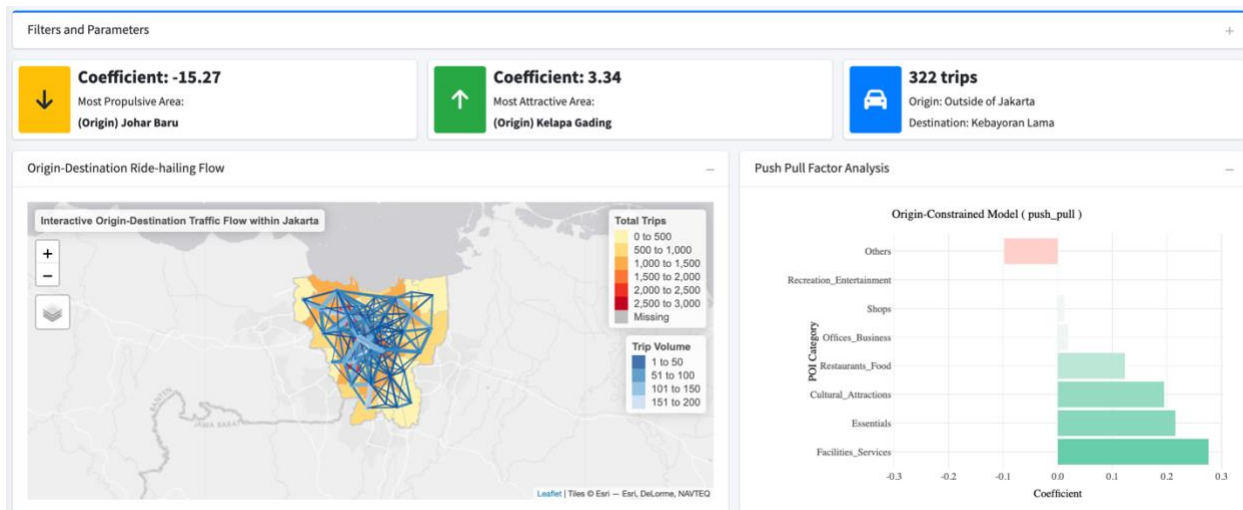 Filters and Parameters
+
Coefficient: -15.27
Most Propulsive Area:
(Origin) Johar Baru
Coefficient: 3.34
Most Attractive Area:
(Origin) Kelapa Gading
322 trips
Origin: Outside of Jakarta
Destination: Kebayoran Lama
Origin-Destination Ride-hailing Flow
−
Interactive Origin-Destination Traffic Flow within Jakarta
+
−
Total Trips
0 to 500
500 to 1,000
1,000 to 1,500
1,500 to 2,000
2,000 to 2,500
2,500 to 3,000
Missing
Trip Volume
1 to 50
51 to 100
101 to 150
151 to 200
BANTEN
JAWA BARAT
Leaflet | Tiles © Esri — Esri, DeLorme, NAVTEQ
Push Pull Factor Analysis
−
Origin-Constrained Model ( push_pull )
POI Category
Others
Recreation_Entertainment
Shops
Offices_Business
Restaurants_Food
Cultural_Attractions
Essentials
Facilities_Services
-0.3 -0.2 -0.1 0.0 0.1 0.2 0.3
Coefficient